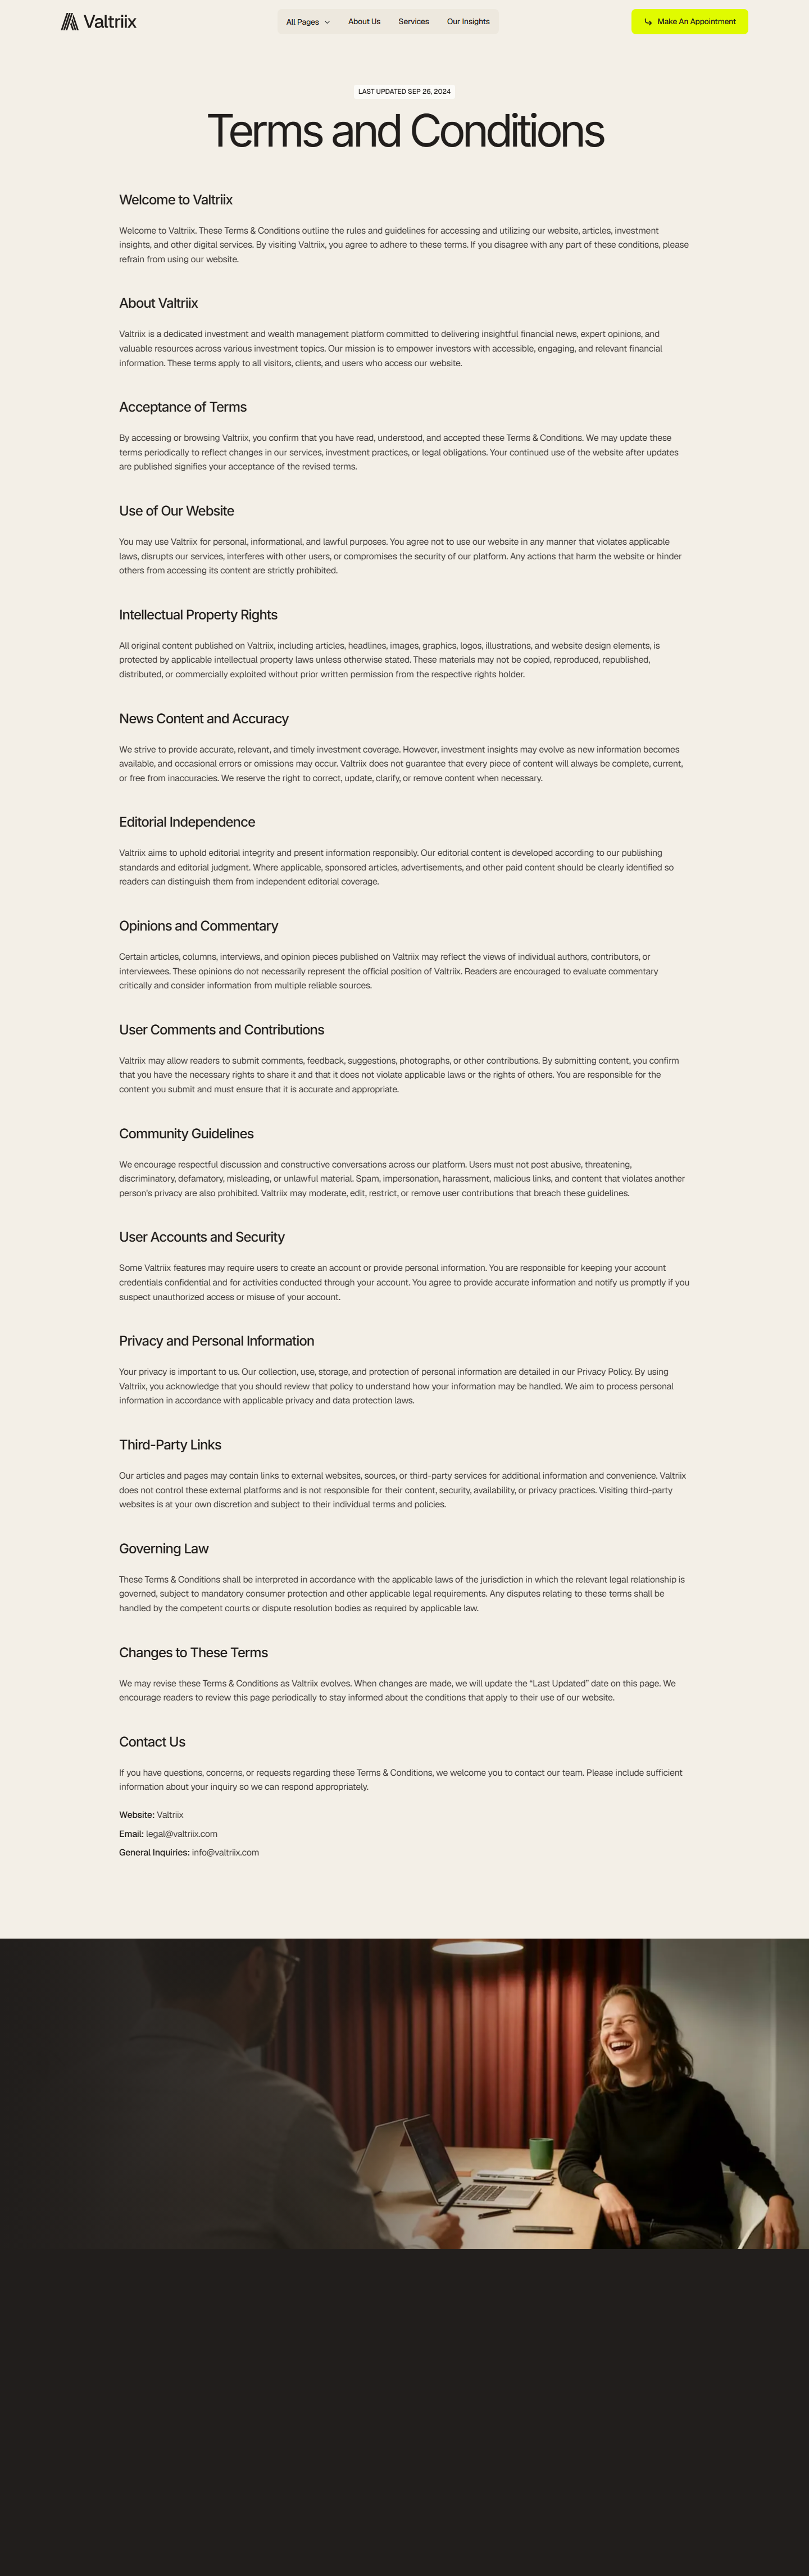 Valtriix
All Pages
About Us
Services
Our Insights
Make An Appointment
LAST UPDATED SEP 26, 2024
Terms and Conditions
Welcome to Valtriix
Welcome to Valtriix. These Terms & Conditions outline the rules and guidelines for accessing and utilizing our website, articles, investment
insights, and other digital services. By visiting Valtriix, you agree to adhere to these terms. If you disagree with any part of these conditions, please
refrain from using our website.
About Valtriix
Valtriix is a dedicated investment and wealth management platform committed to delivering insightful financial news, expert opinions, and
valuable resources across various investment topics. Our mission is to empower investors with accessible, engaging, and relevant financial
information. These terms apply to all visitors, clients, and users who access our website.
Acceptance of Terms
By accessing or browsing Valtriix, you confirm that you have read, understood, and accepted these Terms & Conditions. We may update these
terms periodically to reflect changes in our services, investment practices, or legal obligations. Your continued use of the website after updates
are published signifies your acceptance of the revised terms.
Use of Our Website
You may use Valtriix for personal, informational, and lawful purposes. You agree not to use our website in any manner that violates applicable
laws, disrupts our services, interferes with other users, or compromises the security of our platform. Any actions that harm the website or hinder
others from accessing its content are strictly prohibited.
Intellectual Property Rights
All original content published on Valtriix, including articles, headlines, images, graphics, logos, illustrations, and website design elements, is
protected by applicable intellectual property laws unless otherwise stated. These materials may not be copied, reproduced, republished,
distributed, or commercially exploited without prior written permission from the respective rights holder.
News Content and Accuracy
We strive to provide accurate, relevant, and timely investment coverage. However, investment insights may evolve as new information becomes
available, and occasional errors or omissions may occur. Valtriix does not guarantee that every piece of content will always be complete, current,
or free from inaccuracies. We reserve the right to correct, update, clarify, or remove content when necessary.
Editorial Independence
Valtriix aims to uphold editorial integrity and present information responsibly. Our editorial content is developed according to our publishing
standards and editorial judgment. Where applicable, sponsored articles, advertisements, and other paid content should be clearly identified so
readers can distinguish them from independent editorial coverage.
Opinions and Commentary
Certain articles, columns, interviews, and opinion pieces published on Valtriix may reflect the views of individual authors, contributors, or
interviewees. These opinions do not necessarily represent the official position of Valtriix. Readers are encouraged to evaluate commentary
critically and consider information from multiple reliable sources.
User Comments and Contributions
Valtriix may allow readers to submit comments, feedback, suggestions, photographs, or other contributions. By submitting content, you confirm
that you have the necessary rights to share it and that it does not violate applicable laws or the rights of others. You are responsible for the
content you submit and must ensure that it is accurate and appropriate.
Community Guidelines
We encourage respectful discussion and constructive conversations across our platform. Users must not post abusive, threatening,
discriminatory, defamatory, misleading, or unlawful material. Spam, impersonation, harassment, malicious links, and content that violates another
person's privacy are also prohibited. Valtriix may moderate, edit, restrict, or remove user contributions that breach these guidelines.
User Accounts and Security
Some Valtriix features may require users to create an account or provide personal information. You are responsible for keeping your account
credentials confidential and for activities conducted through your account. You agree to provide accurate information and notify us promptly if you
suspect unauthorized access or misuse of your account.
Privacy and Personal Information
Your privacy is important to us. Our collection, use, storage, and protection of personal information are detailed in our Privacy Policy. By using
Valtriix, you acknowledge that you should review that policy to understand how your information may be handled. We aim to process personal
information in accordance with applicable privacy and data protection laws.
Third-Party Links
Our articles and pages may contain links to external websites, sources, or third-party services for additional information and convenience. Valtriix
does not control these external platforms and is not responsible for their content, security, availability, or privacy practices. Visiting third-party
websites is at your own discretion and subject to their individual terms and policies.
Governing Law
These Terms & Conditions shall be interpreted in accordance with the applicable laws of the jurisdiction in which the relevant legal relationship is
governed, subject to mandatory consumer protection and other applicable legal requirements. Any disputes relating to these terms shall be
handled by the competent courts or dispute resolution bodies as required by applicable law.
Changes to These Terms
We may revise these Terms & Conditions as Valtriix evolves. When changes are made, we will update the “Last Updated” date on this page. We
encourage readers to review this page periodically to stay informed about the conditions that apply to their use of our website.
Contact Us
If you have questions, concerns, or requests regarding these Terms & Conditions, we welcome you to contact our team. Please include sufficient
information about your inquiry so we can respond appropriately.
Website: Valtriix
Email: legal@valtriix.com
General Inquiries: info@valtriix.com